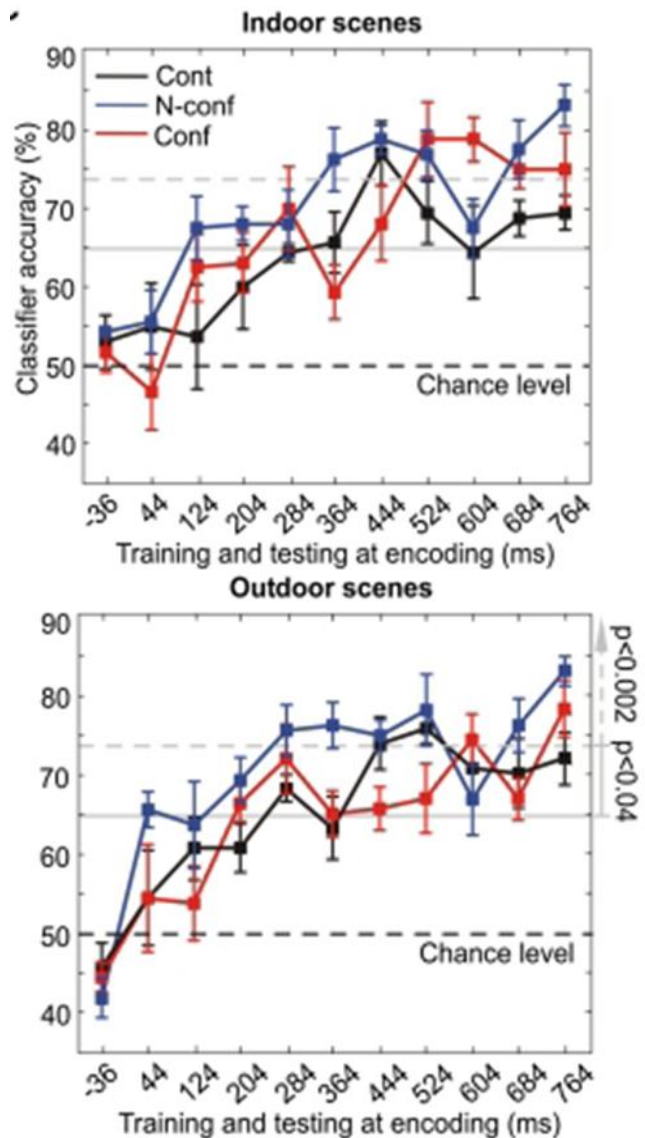 Indoor scenes
Classifier accuracy (%)
90
80
70
60
50
40
Cont
N-conf
Conf
Chance level
-36 44 124 204 284 364 444 524 604 684 764
Training and testing at encoding (ms)
Outdoor scenes
90
80
70
60
50
40
p<0.002
p<0.04
Chance level
-36 44 124 204 284 364 444 524 604 684 764
Training and testing at encoding (ms)